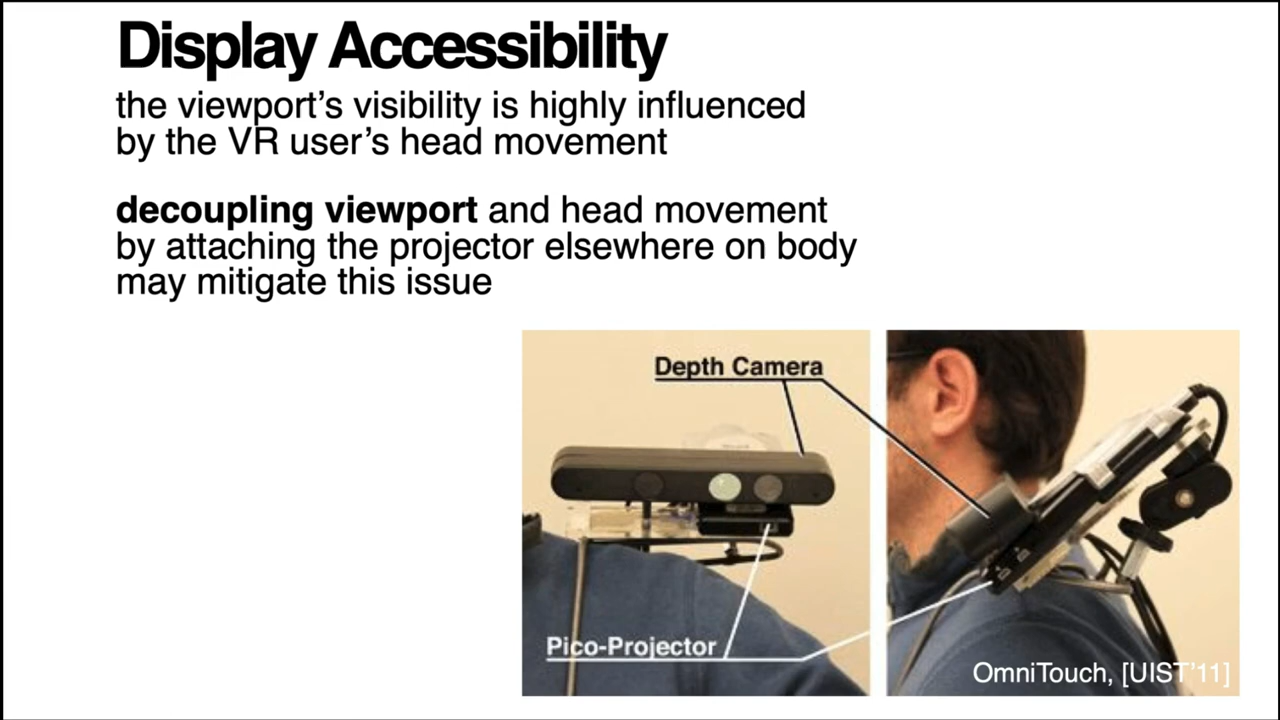 Display Accessibility
the viewport’s visibility is highly influenced
by the VR user’s head movement
decoupling viewport and head movement
by attaching the projector elsewhere on body
may mitigate this issue
Depth Camera
Pico-Projector
OmniTouch, [UIST’11]